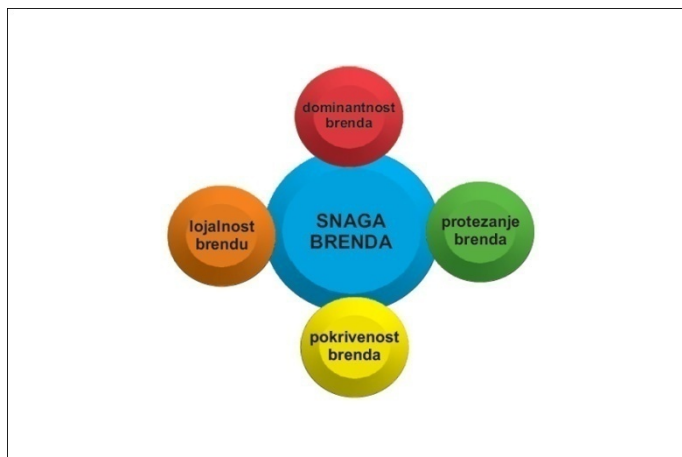 dominantnost
brenda
lojalnost
brendu
SNAGA
BRENDA
protezanje
brenda
pokrivenost
brenda